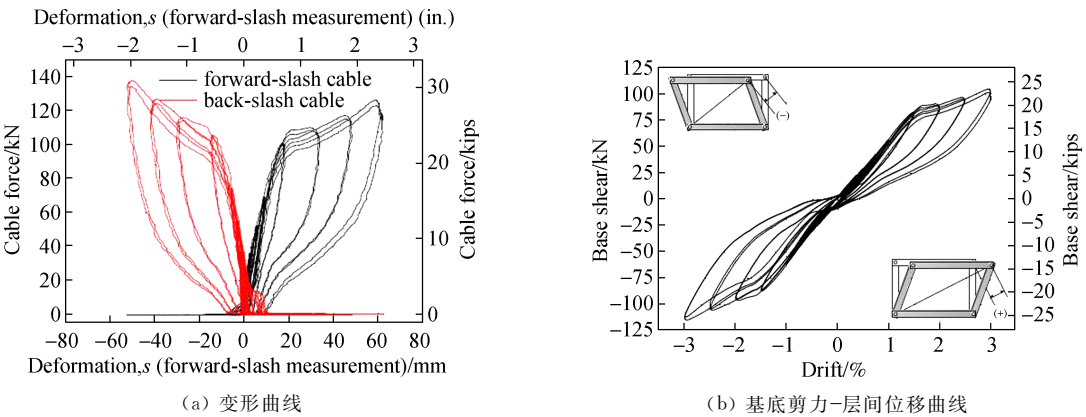 Deformation,s (forward-slash measurement) (in.)
−3 −2 −1 0 1 2 3
forward-slash cable
back-slash cable
140
120
100
80
60
40
20
0
Cable force/kN
30
20
10
0
Cable force/kips
−80 −60 −40 −20 0 20 40 60 80
Deformation,s (forward-slash measurement)/mm
(a) 变形曲线
125
100
75
50
25
0
−25
−50
−75
−100
−125
Base shear/kN
(−)
(+)
25
20
15
10
5
0
−5
−10
−15
−20
−25
Base shear/kips
−3 −2 −1 0 1 2 3
Drift/%
(b) 基底剪力−层间位移曲线